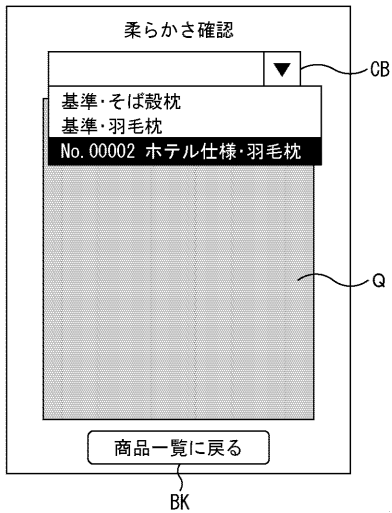 柔らかさ確認
▼
CB
基準・そば殻枕
基準・羽毛枕
No.00002 ホテル仕様・羽毛枕
Q
商品一覧に戻る
BK